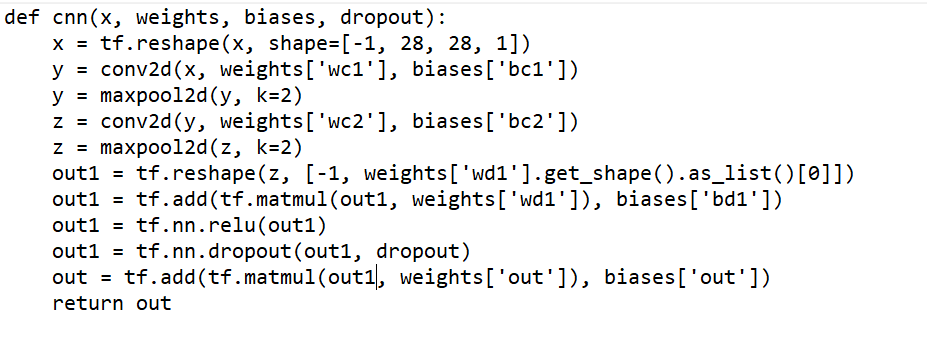 def cnn(x, weights, biases, dropout):
    x = tf.reshape(x, shape=[-1, 28, 28, 1])
    y = conv2d(x, weights['wc1'], biases['bc1'])
    y = maxpool2d(y, k=2)
    z = conv2d(y, weights['wc2'], biases['bc2'])
    z = maxpool2d(z, k=2)
    out1 = tf.reshape(z, [-1, weights['wd1'].get_shape().as_list()[0]])
    out1 = tf.add(tf.matmul(out1, weights['wd1']), biases['bd1'])
    out1 = tf.nn.relu(out1)
    out1 = tf.nn.dropout(out1, dropout)
    out = tf.add(tf.matmul(out1, weights['out']), biases['out'])
    return out